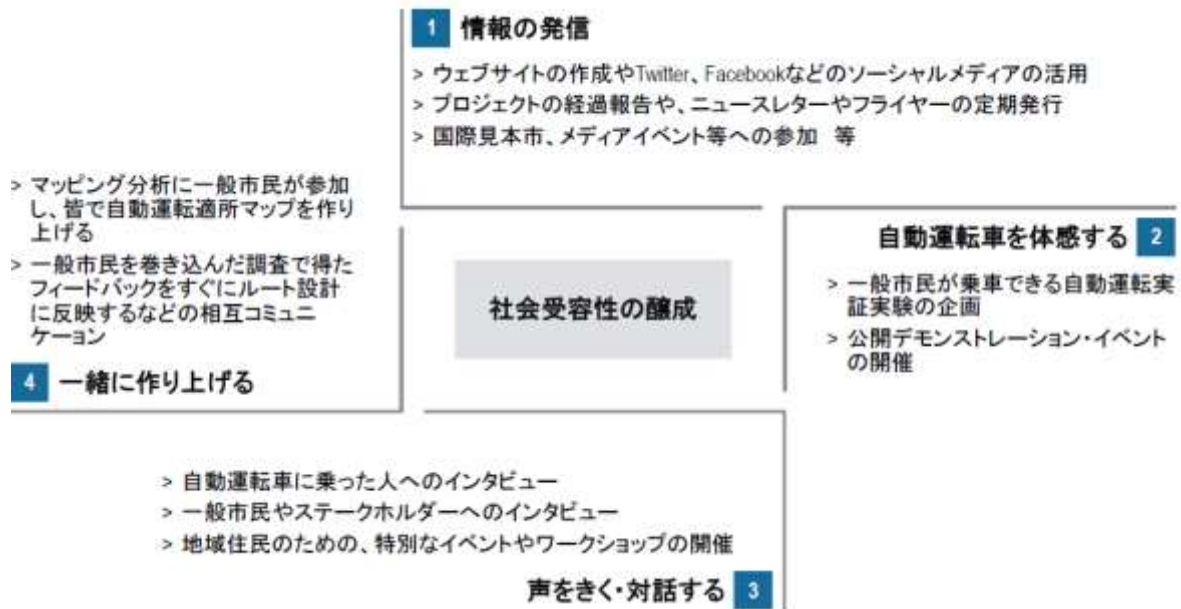 1 情報の発信
> ウェブサイトの作成やTwitter、Facebookなどのソーシャルメディアの活用
> プロジェクトの経過報告や、ニュースレターやフライヤーの定期発行
> 国際見本市、メディアイベント等への参加 等
自動運転車を体感する 2
> 一般市民が乗車できる自動運転実
証実験の企画
> 公開デモンストレーション・イベント
の開催
社会受容性の醸成
> 自動運転車に乗った人へのインタビュー
> 一般市民やステークホルダーへのインタビュー
> 地域住民のための、特別なイベントやワークショップの開催
声をきく・対話する 3
> マッピング分析に一般市民が参加
し、皆で自動運転適所マップを作り
上げる
> 一般市民を巻き込んだ調査で得た
フィードバックをすぐにルート設計
に反映するなどの相互コミュニ
ケーョン
4 一緒に作り上げる